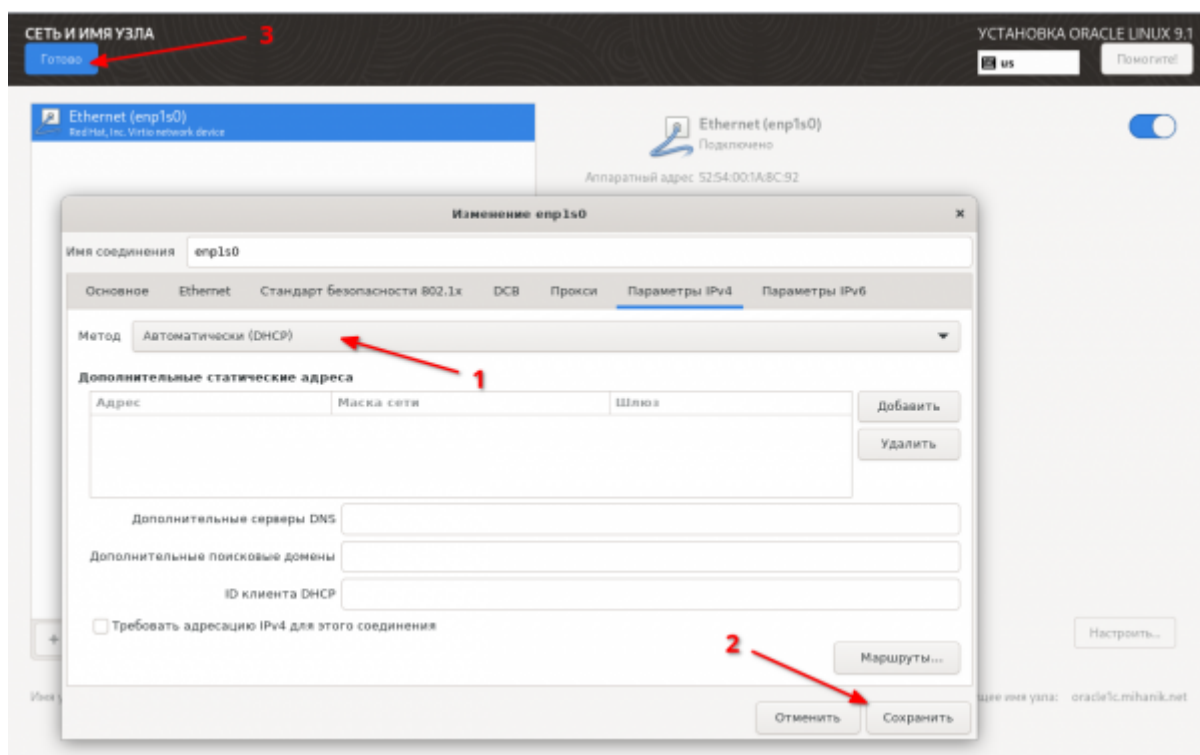 СЕТЬ И ИМЯ УЗЛА
3
УСТАНОВКА ORACLE LINUX 9.1
Готово
us
Помогите!
Ethernet (enp1s0)
Red Hat, Inc. Virtio network device
Ethernet (enp1s0)
Подключено
Аппаратный адрес 52:54:00:1A:8C:92
Изменение enp1s0
×
Имя соединения enp1s0
Основное Ethernet Стандарт безопасности 802.1x DCB Прокси Параметры IPv4 Параметры IPv6
Метод Автоматически (DHCP)
1
Дополнительные статические адреса
Адрес Маска сети Шлюз
Добавить
Удалить
Дополнительные серверы DNS
Дополнительные поисковые домены
ID клиента DHCP
Требовать адресацию IPv4 для этого соединения
+
Настроить...
2
Маршруты...
Имя
имя узла: oracle1c.mihanik.net
Отменить Сохранить